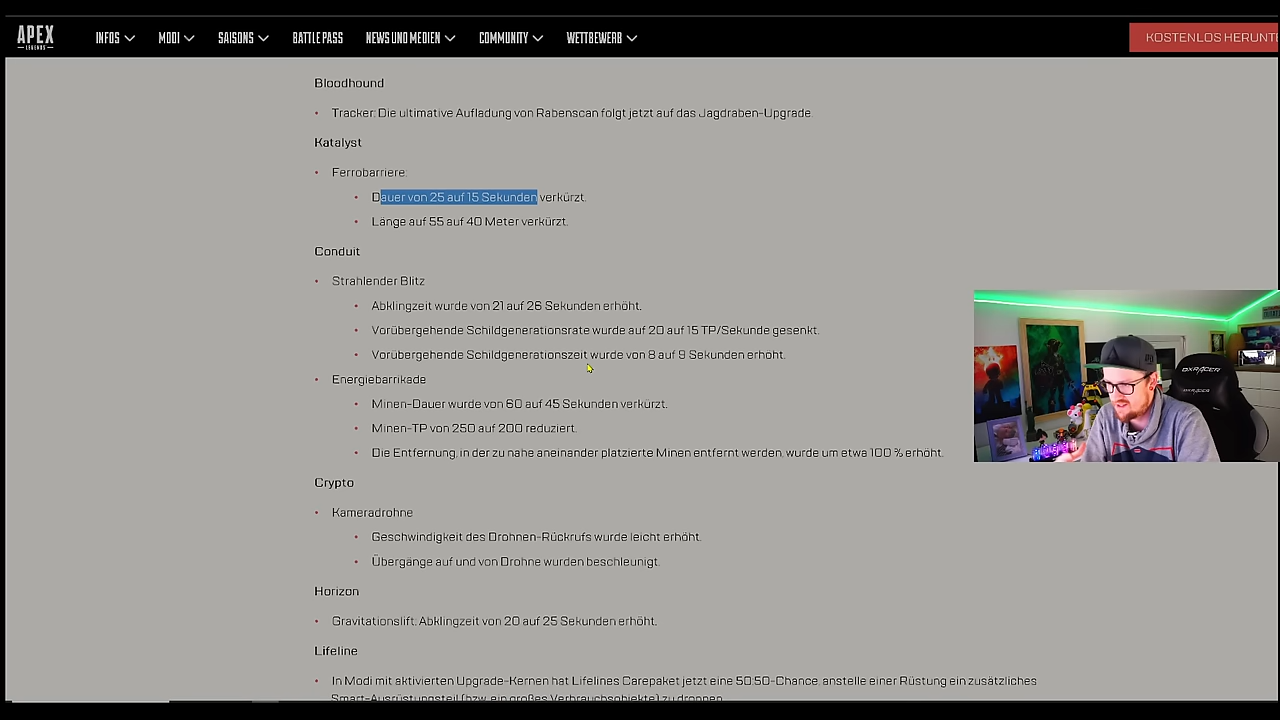 APEX
LEGENDS
INFOS
MODI
SAISONS
BATTLE PASS
NEWS UND MEDIEN
COMMUNITY
WETTBEWERB
KOSTENLOS HERUNT
Bloodhound
• Tracker: Die ultimative Aufladung von Rabenscan folgt jetzt auf das Jagdraben-Upgrade.
Katalyst
• Ferrobarriere:
• Dauer von 25 auf 15 Sekunden verkürzt.
• Länge auf 55 auf 40 Meter verkürzt.
Conduit
• Strahlender Blitz
• Abklingzeit wurde von 21 auf 26 Sekunden erhöht.
• Vorübergehende Schildgenerationsrate wurde auf 20 auf 15 TP/Sekunde gesenkt.
• Vorübergehende Schildgenerationszeit wurde von 8 auf 9 Sekunden erhöht.
• Energiebarrikade
• Minen-Dauer wurde von 60 auf 45 Sekunden verkürzt.
• Minen-TP von 250 auf 200 reduziert.
• Die Entfernung, in der zu nahe aneinander platzierte Minen entfernt werden, wurde um etwa 100 % erhöht.
Crypto
• Kameradrohne
• Geschwindigkeit des Drohnen-Rückrufs wurde leicht erhöht.
• Übergänge auf und von Drohne wurden beschleunigt.
Horizon
• Gravitationslift: Abklingzeit von 20 auf 25 Sekunden erhöht.
Lifeline
• In Modi mit aktivierten Upgrade-Kernen hat Lifelines Carepaket jetzt eine 50:50-Chance, anstelle einer Rüstung ein zusätzliches
Smart-Ausrüstungsteil (bzw. ein großes Verbrauchsobjekte) zu droppen.
DXRACER